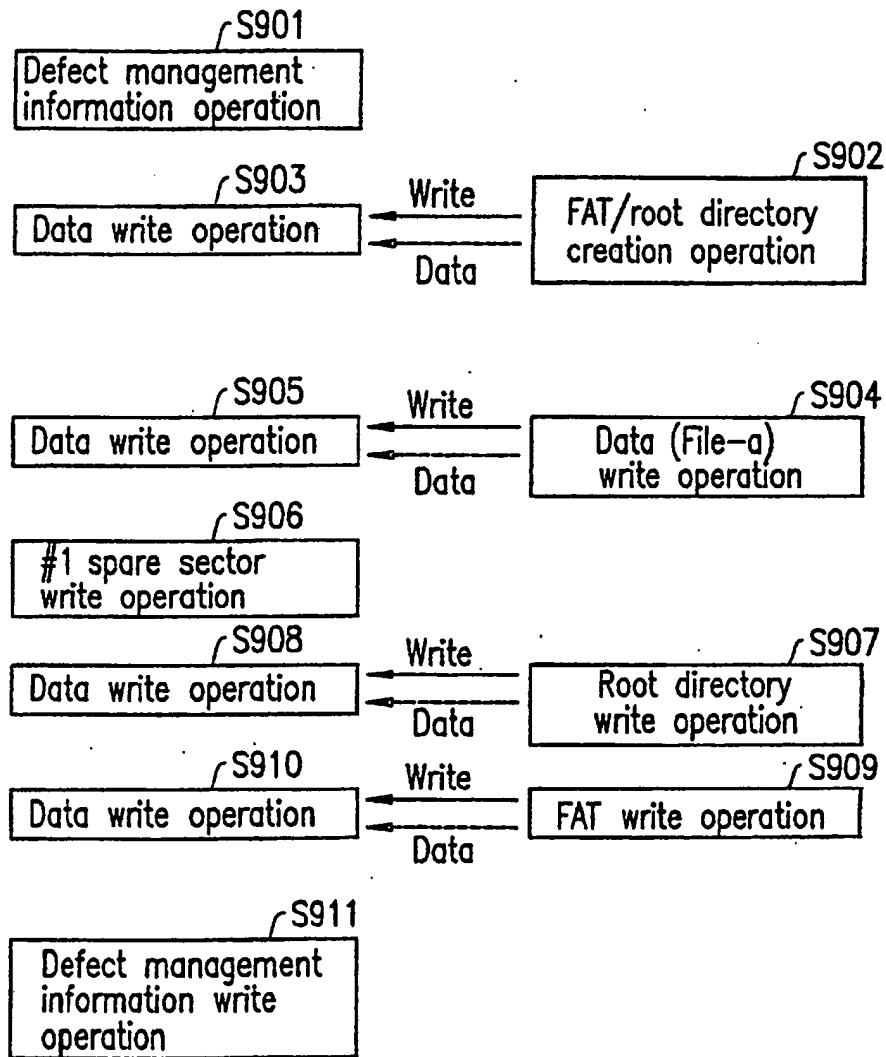 S901
Defect management
information operation
S902
S903
Write
Data write operation
FAT/root directory
creation operation
Data
S905
S904
Write
Data write operation
Data (File-a)
write operation
Data
S906
#1 spare sector
write operation
S908
S907
Write
Data write operation
Root directory
write operation
Data
S910
S909
Write
Data write operation
FAT write operation
Data
S911
Defect management
information write
operation